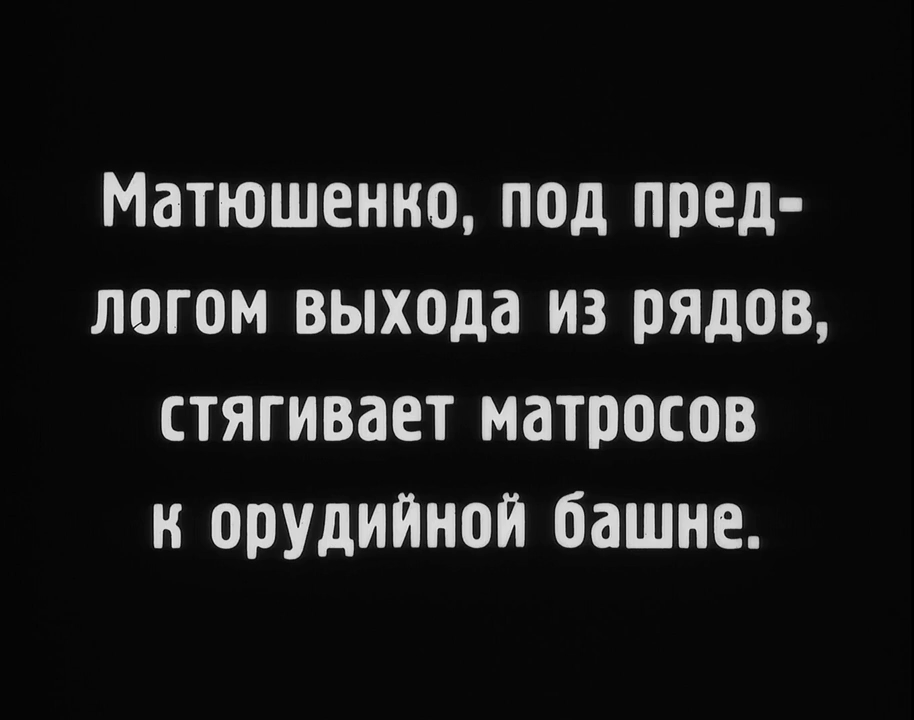 Матюшенко, под пред-
логом выхода из рядов,
стягивает матросов
к орудийной башне.